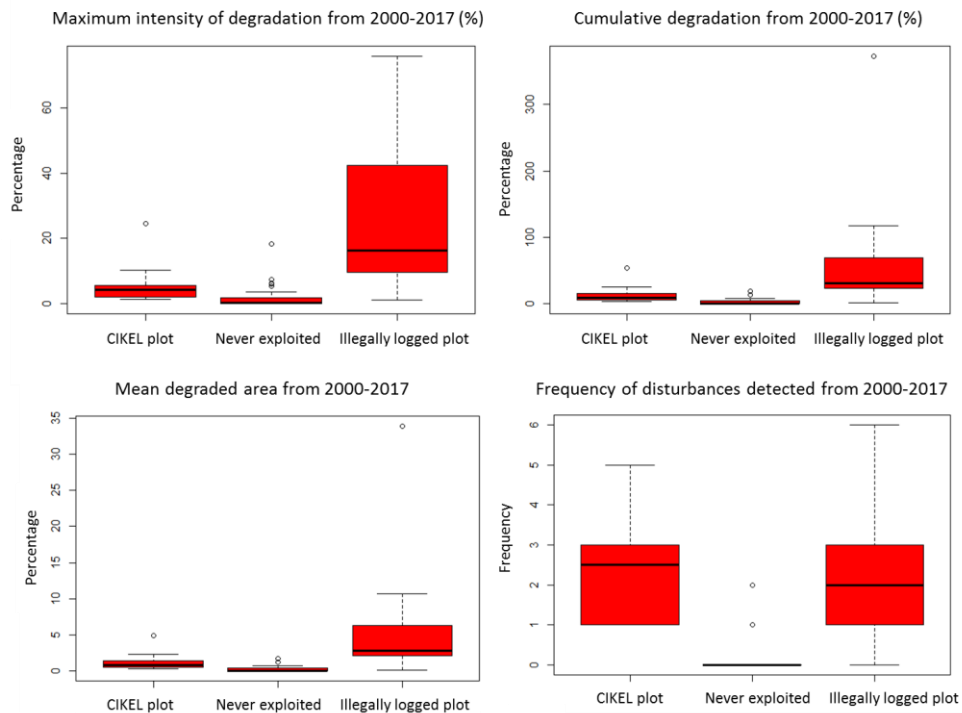 Maximum intensity of degradation from 2000-2017 (%)
Percentage
60
40
20
0
CIKEL plot Never exploited Illegally logged plot
Cumulative degradation from 2000-2017 (%)
Percentage
300
100
0
CIKEL plot Never exploited Illegally logged plot
Mean degraded area from 2000-2017
Percentage
35
30
25
20
15
10
5
0
CIKEL plot Never exploited Illegally logged plot
Frequency of disturbances detected from 2000-2017
Frequency
6
5
4
3
2
1
0
CIKEL plot Never exploited Illegally logged plot